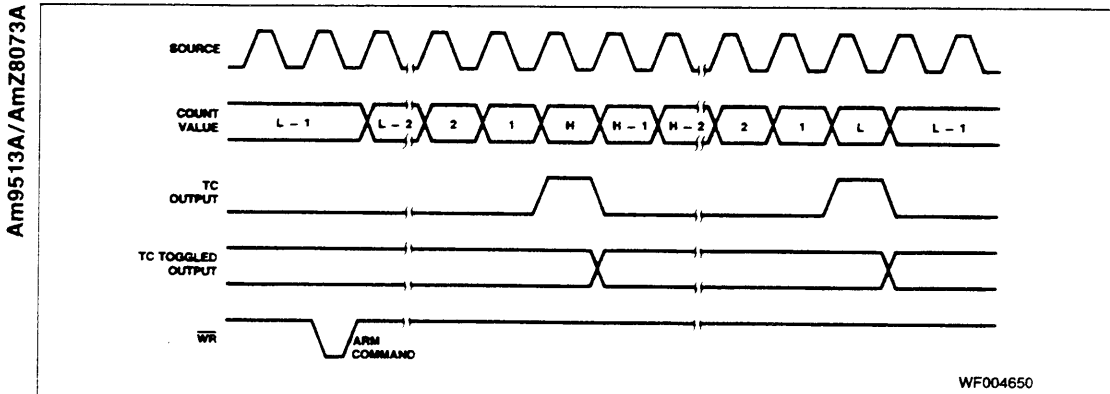 Am9513A/AmZ8073A
SOURCE
COUNT
VALUE
L – 1 L – 2 2 1 H H – 1 H – 2 2 1 L L – 1
TC
OUTPUT
TC TOGGLED
OUTPUT
WR
ARM
COMMAND
WF004650